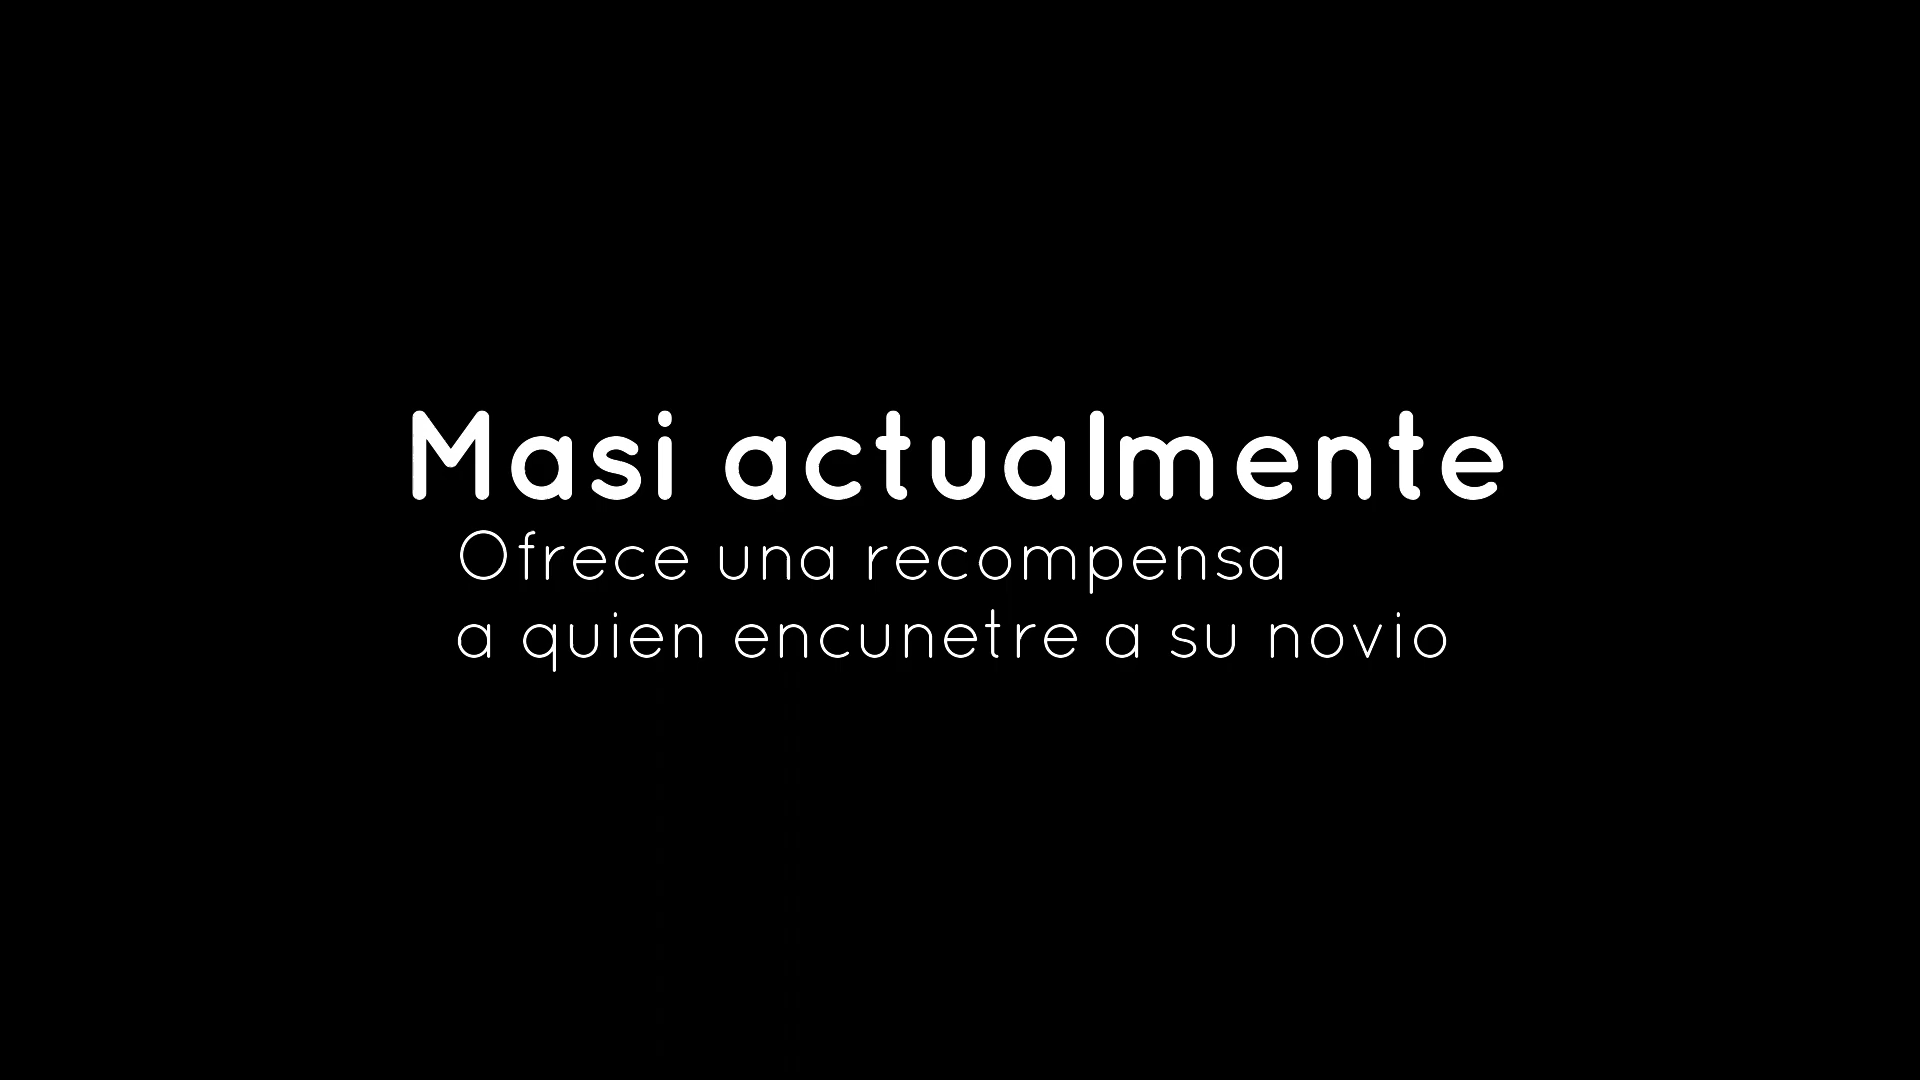 Masi actualmente
Ofrece una recompensa
a quien encunetre a su novio